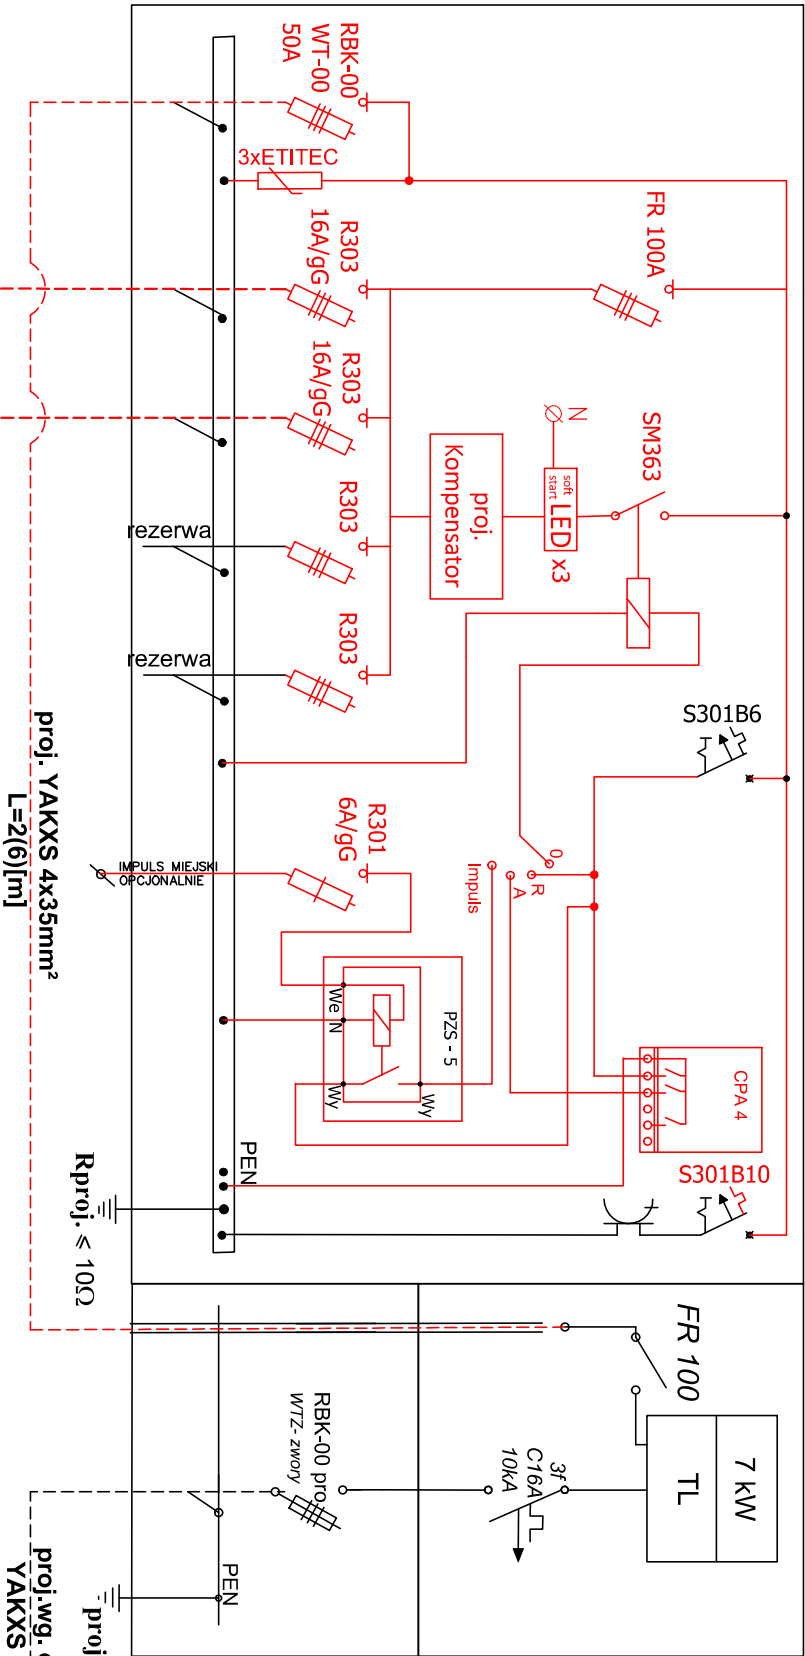 RBK-00
WT-00
50A
3xETITEC
FR 100A
R303
16A/gG
R303
16A/gG
N
SM363
soft
start
LED
x3
proj.
Kompensator
R303
rezerwa
R303
rezerwa
S301B6
proj. YAKXS 4x35mm²
L=2(6)[m]
R301
6A/gG
IMPULS MIEJSKI
OPCJONALNIE
0
R
A
Impuls
PZS - 5
We
N
Wy
Wy
CPA 4
S301B10
PEN
Rproj. ≤ 10Ω
FR 100
7 kW
TL
3f
C16A
10kA
RBK-00 pro
WTZ- zwory
PEN
proj
proj.wg.
YAKXS